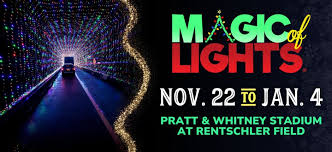 MAGIC of
LIGHTS®
NOV. 22 TO JAN. 4
PRATT & WHITNEY STADIUM
AT RENTSCHLER FIELD